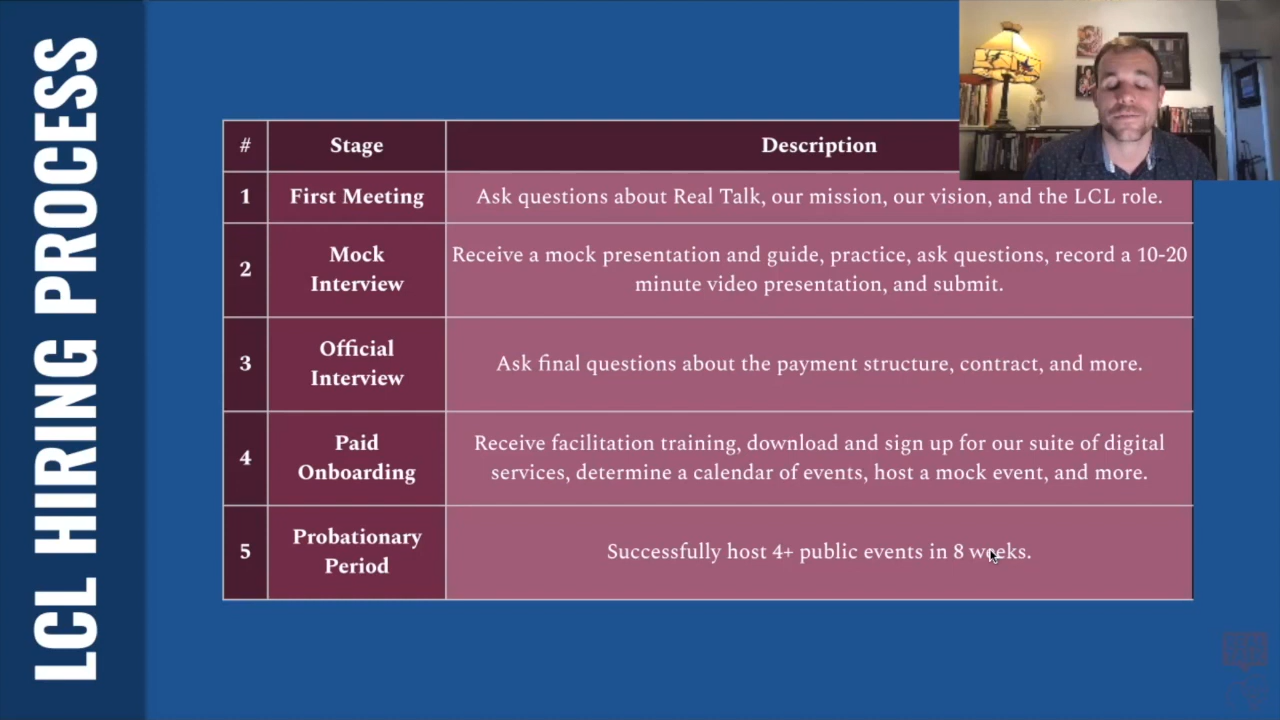 LCL HIRING PROCESS
# Stage Description
1 First Meeting Ask questions about Real Talk, our mission, our vision, and the LCL role.
2 Mock Interview Receive a mock presentation and guide, practice, ask questions, record a 10-20
minute video presentation, and submit.
3 Official Interview Ask final questions about the payment structure, contract, and more.
4 Paid Onboarding Receive facilitation training, download and sign up for our suite of digital
services, determine a calendar of events, host a mock event, and more.
5 Probationary Period Successfully host 4+ public events in 8 weeks.